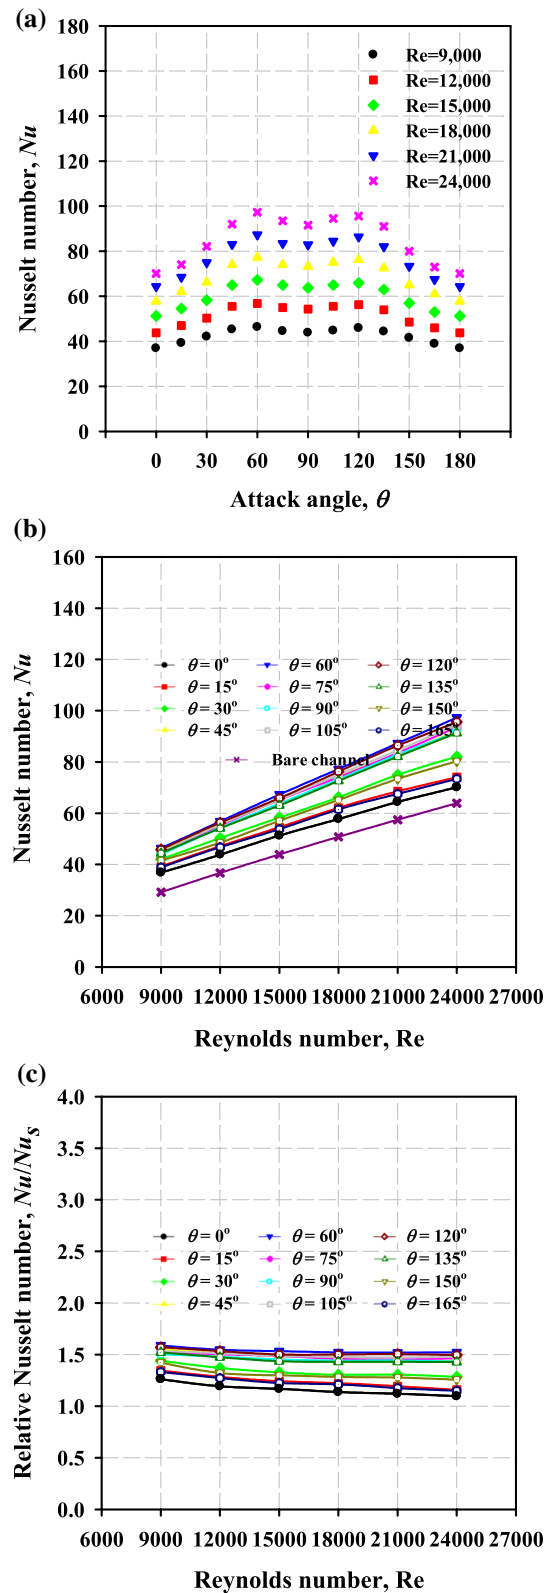 (a)
180
160
140
120
100
80
60
40
20
0
Nusselt number, Nu
Re=9,000
Re=12,000
Re=15,000
Re=18,000
Re=21,000
Re=24,000
0 30 60 90 120 150 180
Attack angle, θ
(b)
160
140
120
100
80
60
40
20
0
Nusselt number, Nu
θ = 0° θ = 60° θ = 120°
θ = 15° θ = 75° θ = 135°
θ = 30° θ = 90° θ = 150°
θ = 45° θ = 105° θ = 165°
Bare channel
6000 9000 12000 15000 18000 21000 24000 27000
Reynolds number, Re
(c)
4.0
3.5
3.0
2.5
2.0
1.5
1.0
0.5
0.0
Relative Nusselt number, Nu/Nus
θ = 0° θ = 60° θ = 120°
θ = 15° θ = 75° θ = 135°
θ = 30° θ = 90° θ = 150°
θ = 45° θ = 105° θ = 165°
6000 9000 12000 15000 18000 21000 24000 27000
Reynolds number, Re